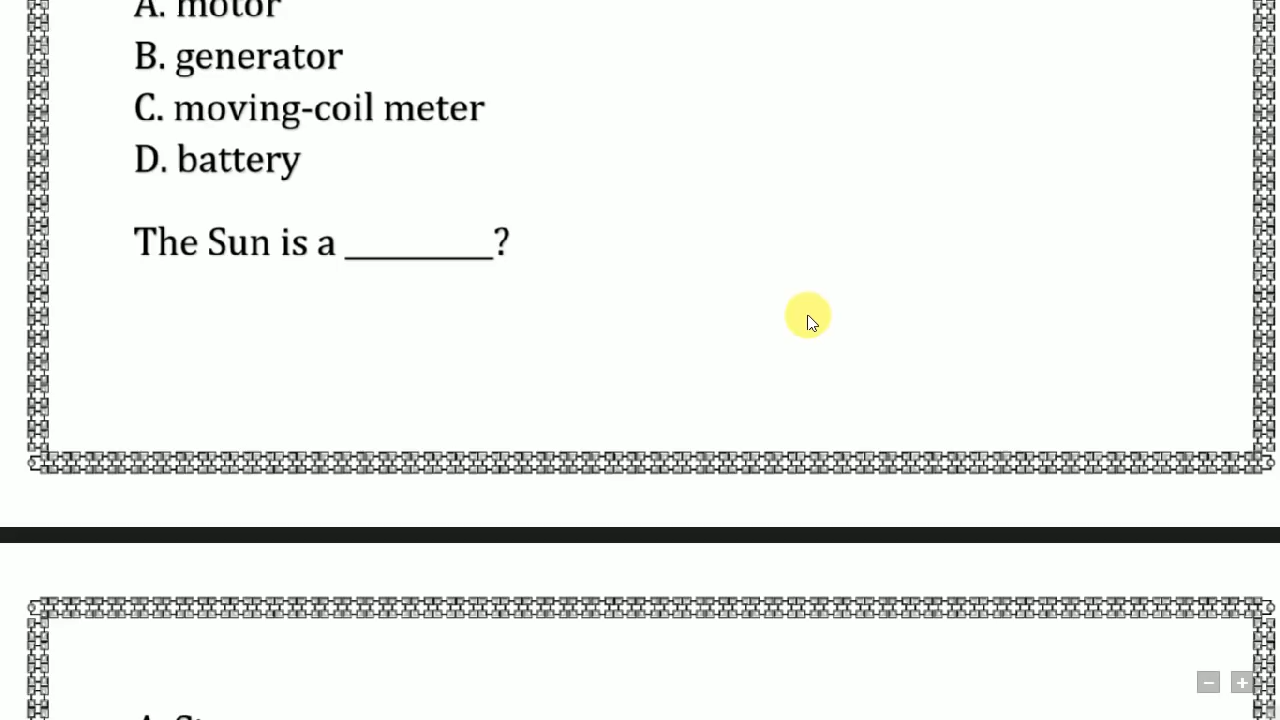 A. motor
B. generator
C. moving-coil meter
D. battery
The Sun is a ________?